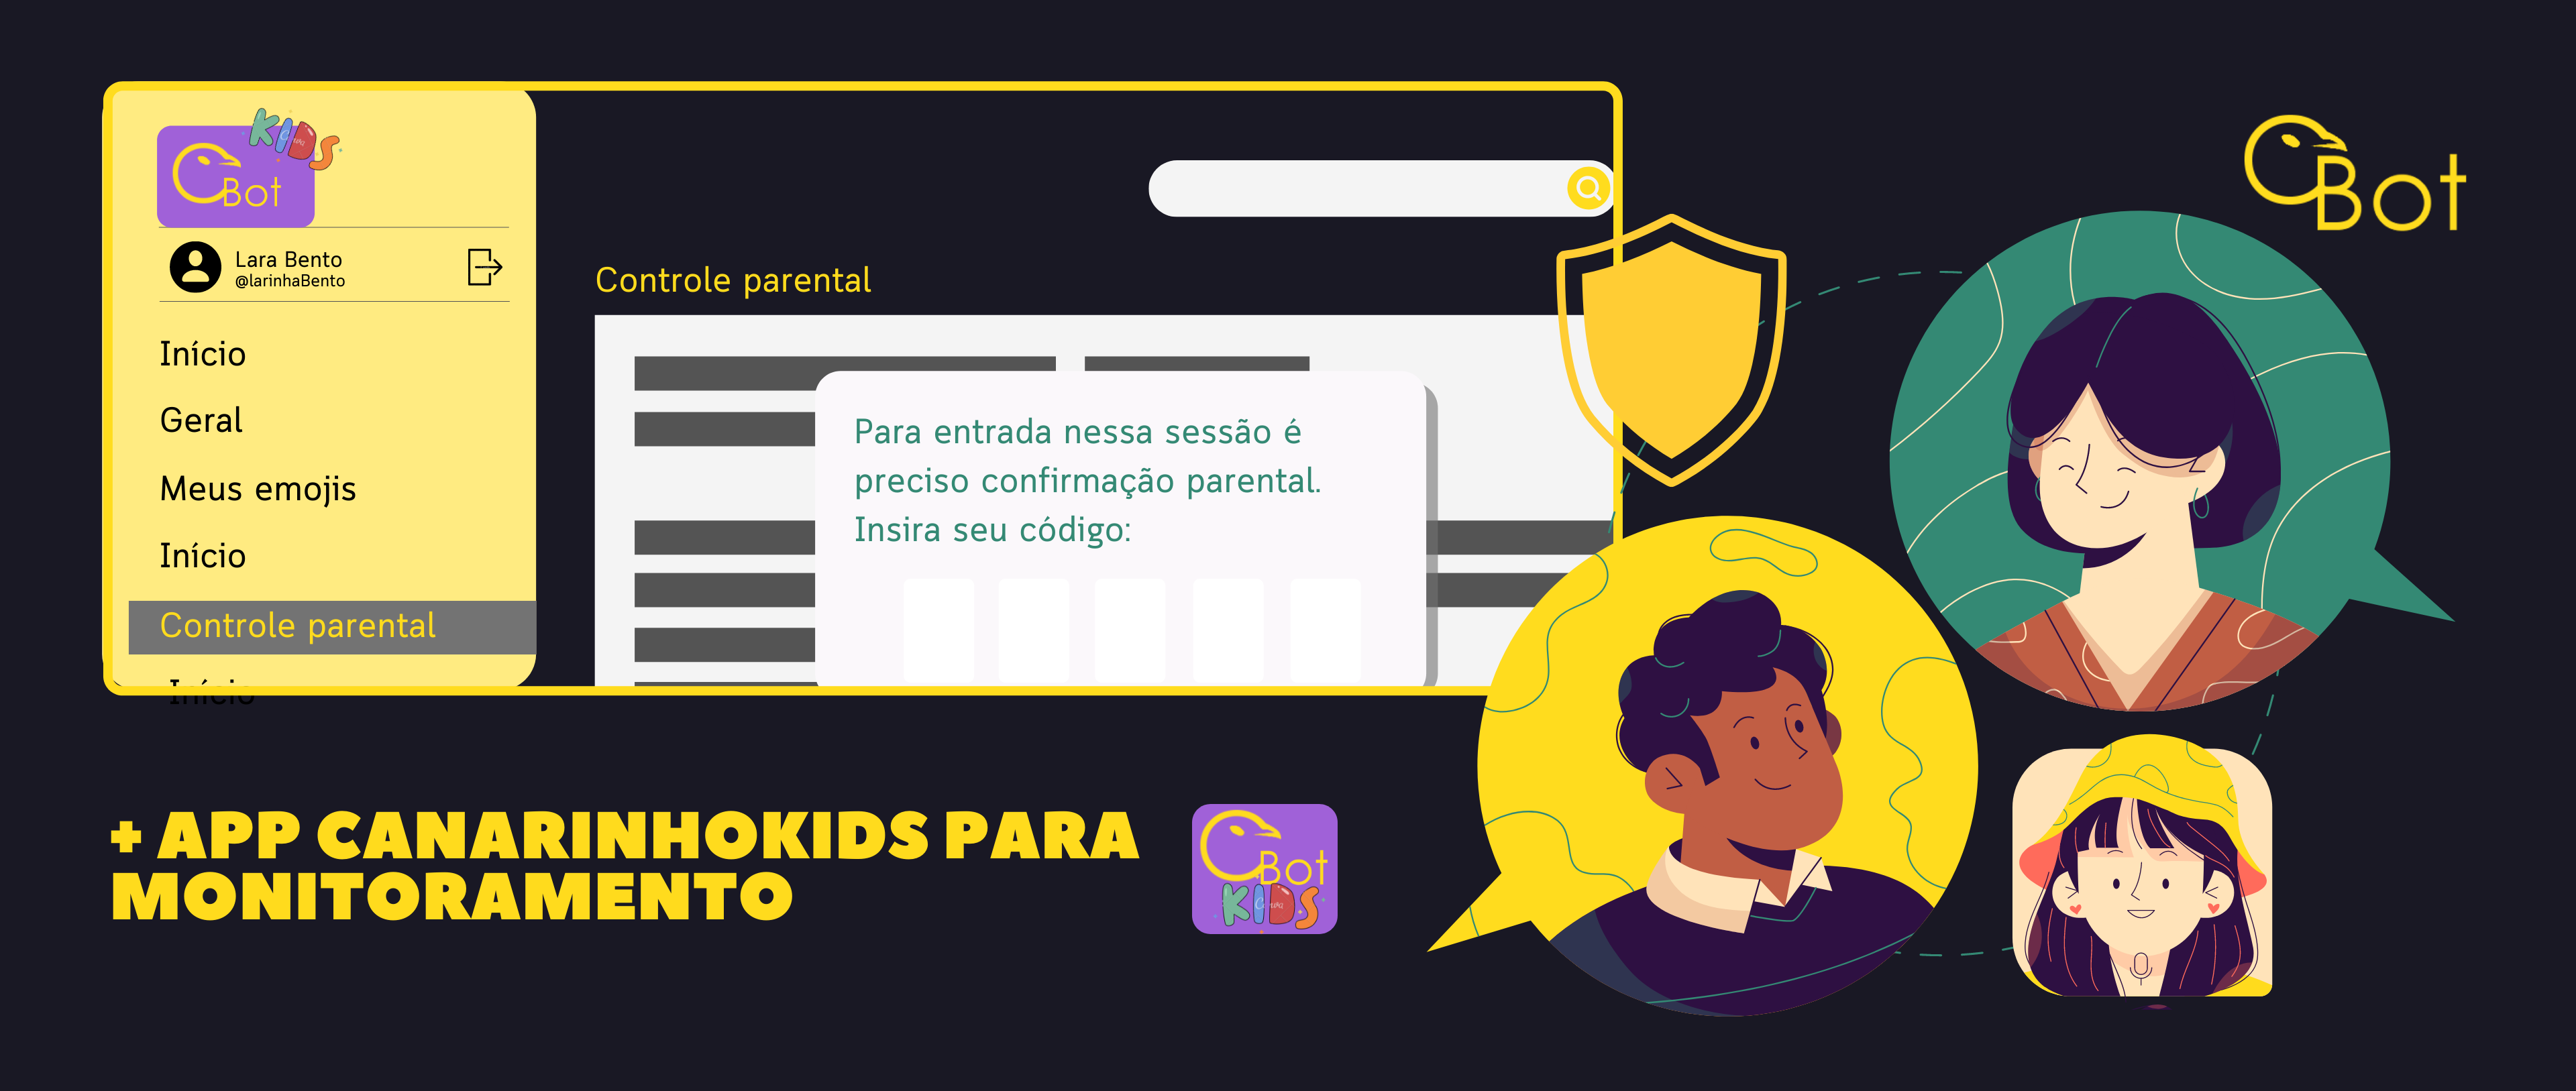 KIDS
Bot
Bot
Lara Bento
@larinhaBento
Início
Geral
Meus emojis
Início
Controle parental
Início
Controle parental
Para entrada nessa sessão é
preciso confirmação parental.
Insira seu código:
+ APP CANARINHOKIDS PARA
MONITORAMENTO
Bot
KIDS